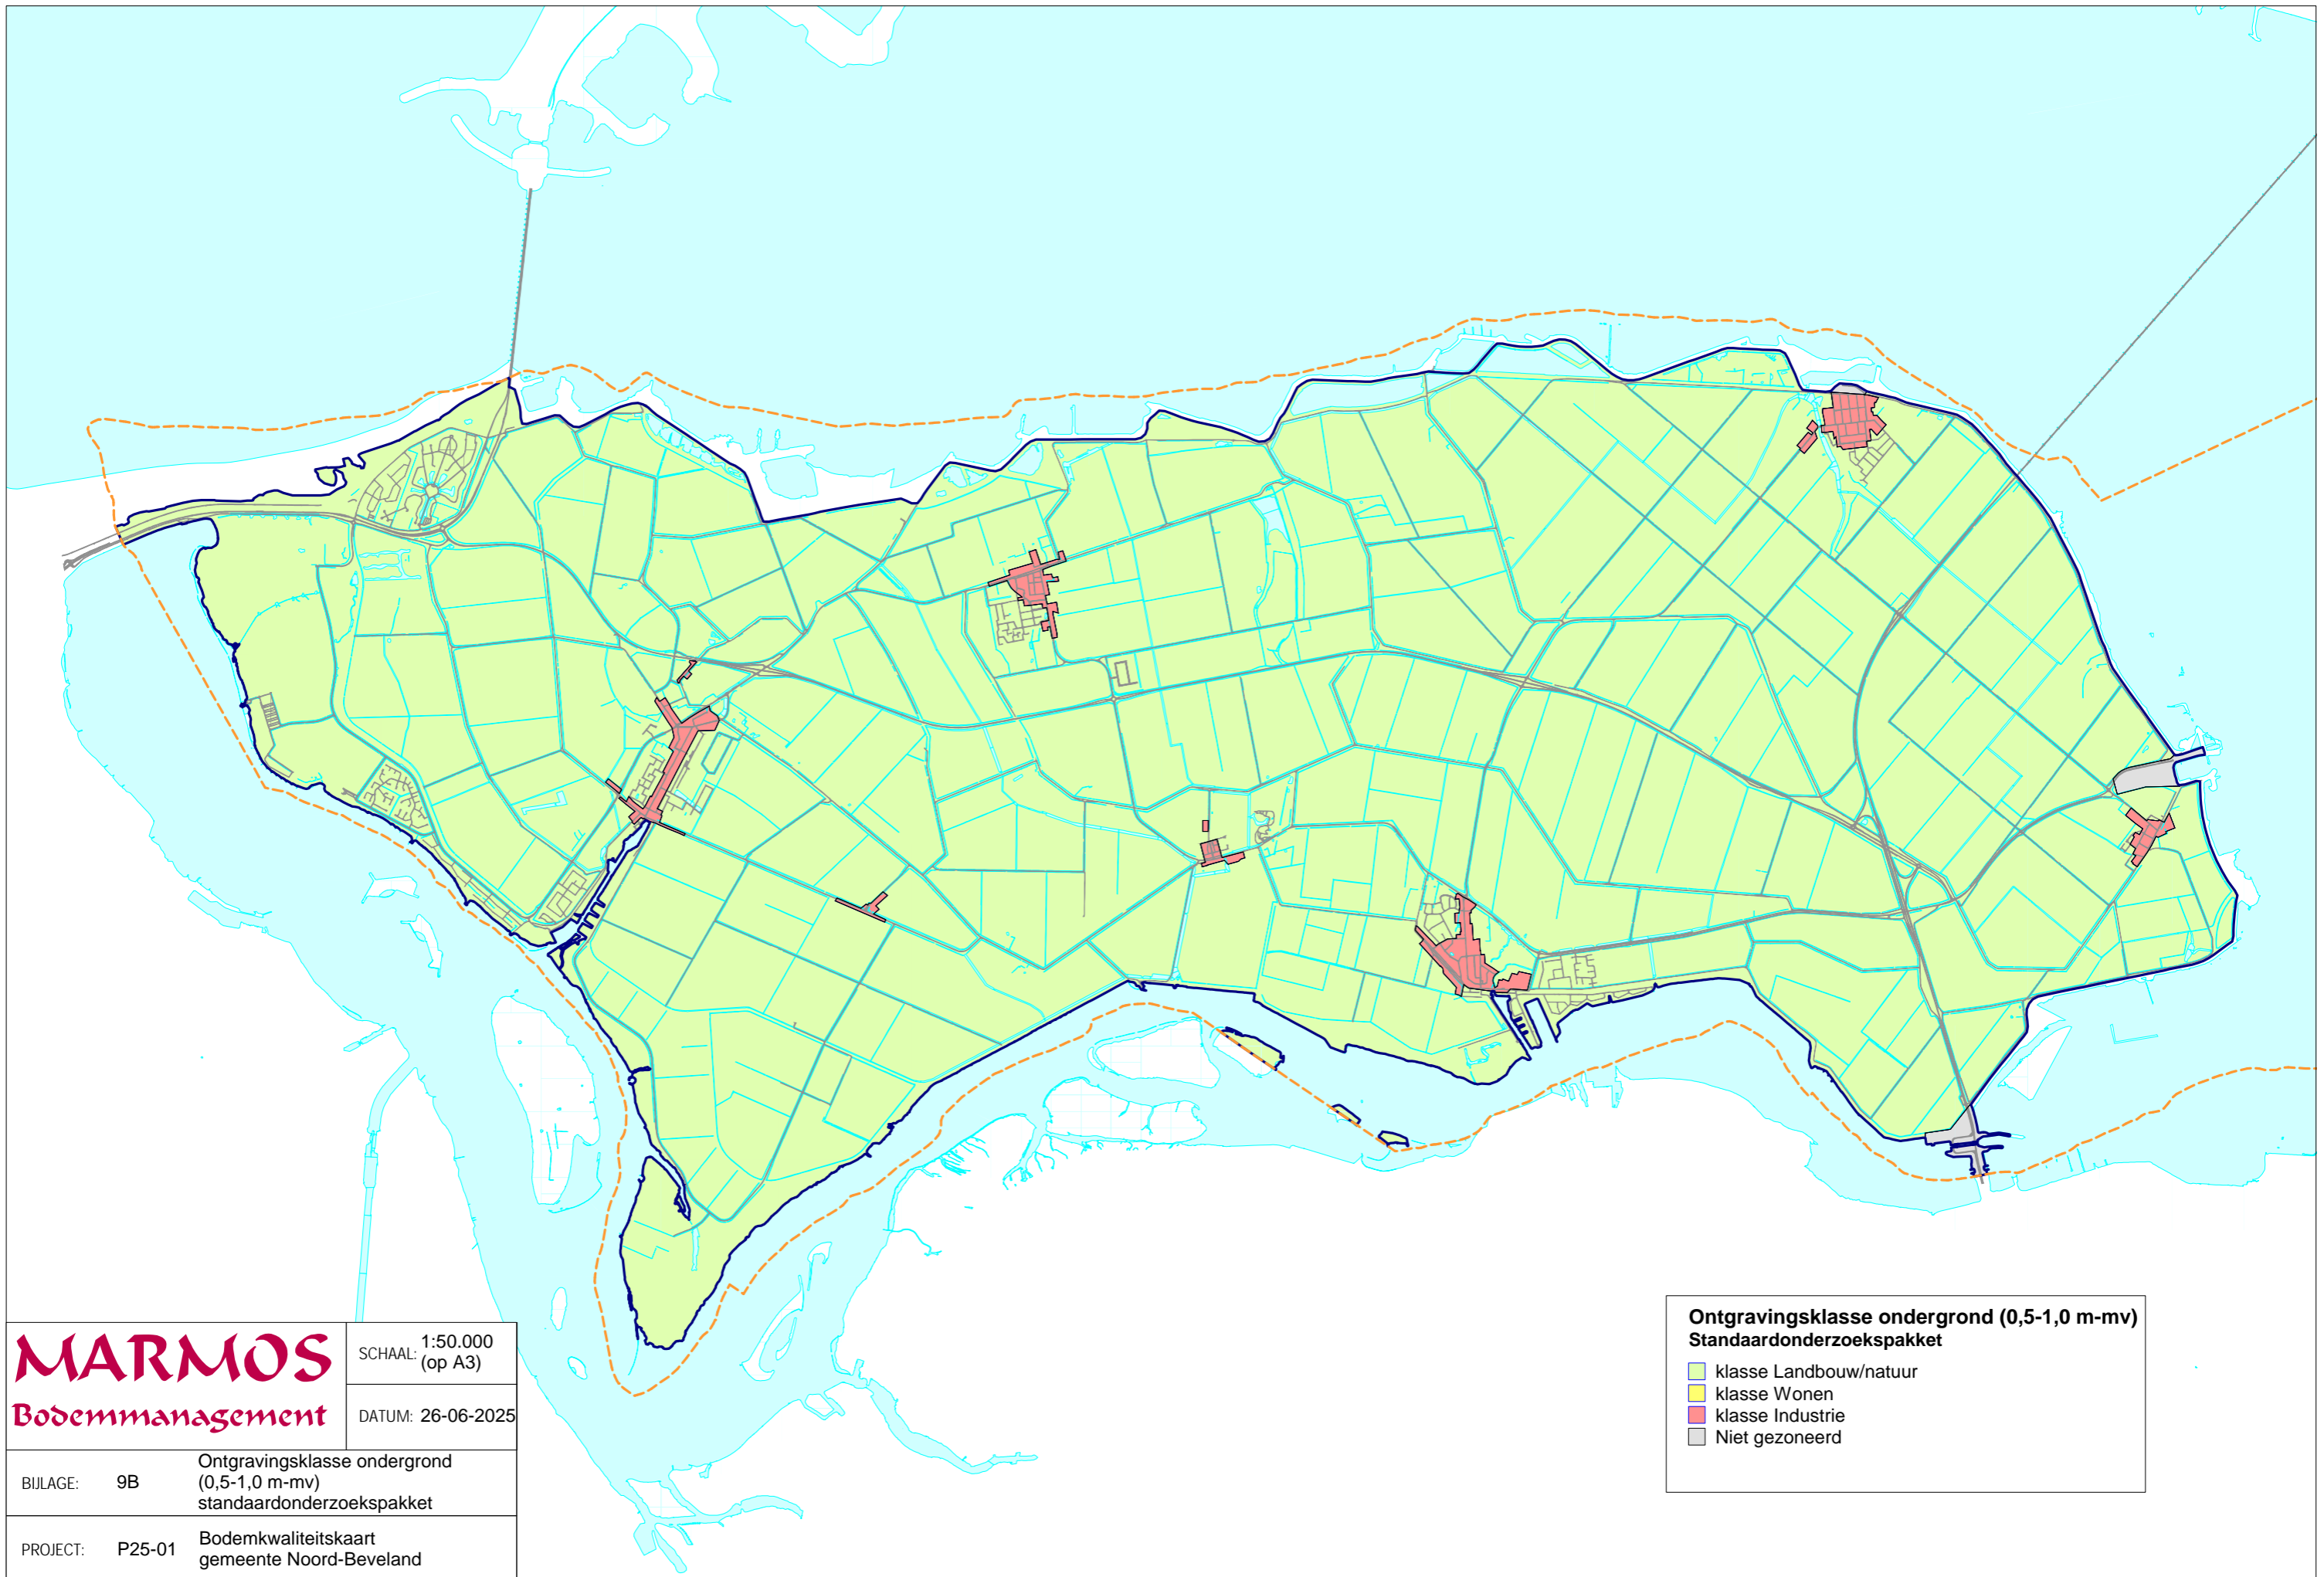 Ontgravingsklasse ondergrond (0,5-1,0 m-mv)
Standaardonderzoekspakket
klasse Landbouw/natuur
klasse Wonen
klasse Industrie
Niet gezoneerd
MARMOS
Bodemmanagement
SCHAAL: 1:50.000
(op A3)
DATUM: 26-06-2025
BIJLAGE: 9B Ontgravingsklasse ondergrond
(0,5-1,0 m-mv)
standaardonderzoekspakket
PROJECT: P25-01 Bodemkwaliteitskaart
gemeente Noord-Beveland